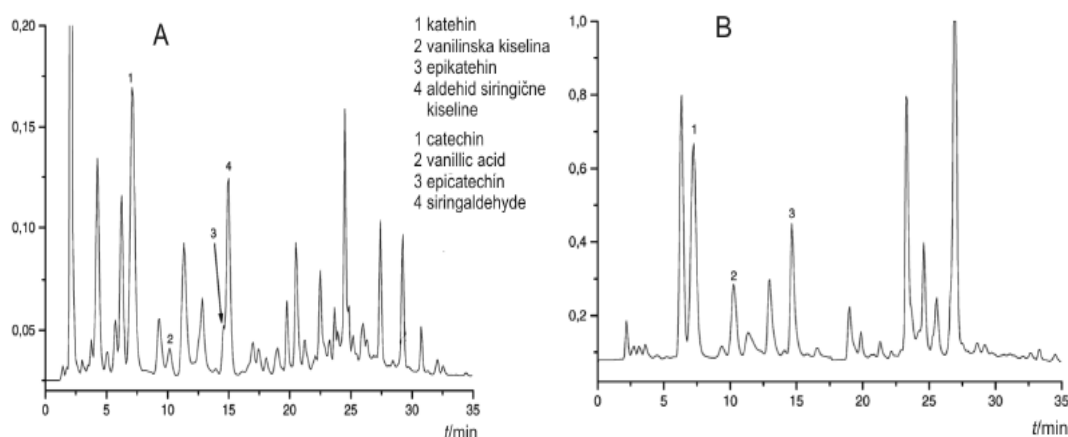 A
0,20
0,15
0,10
0,05
1
2
3
4
0
5
10
15
20
25
30
35
t/min
1 katehin
2 vanilinska kiselina
3 epikatehin
4 aldehid siringične
kiseline
1 catechin
2 vanillic acid
3 epicatechin
4 siringaldehyde
B
1,0
0,8
0,6
0,4
0,2
1
2
3
0
5
10
15
20
25
30
35
t/min